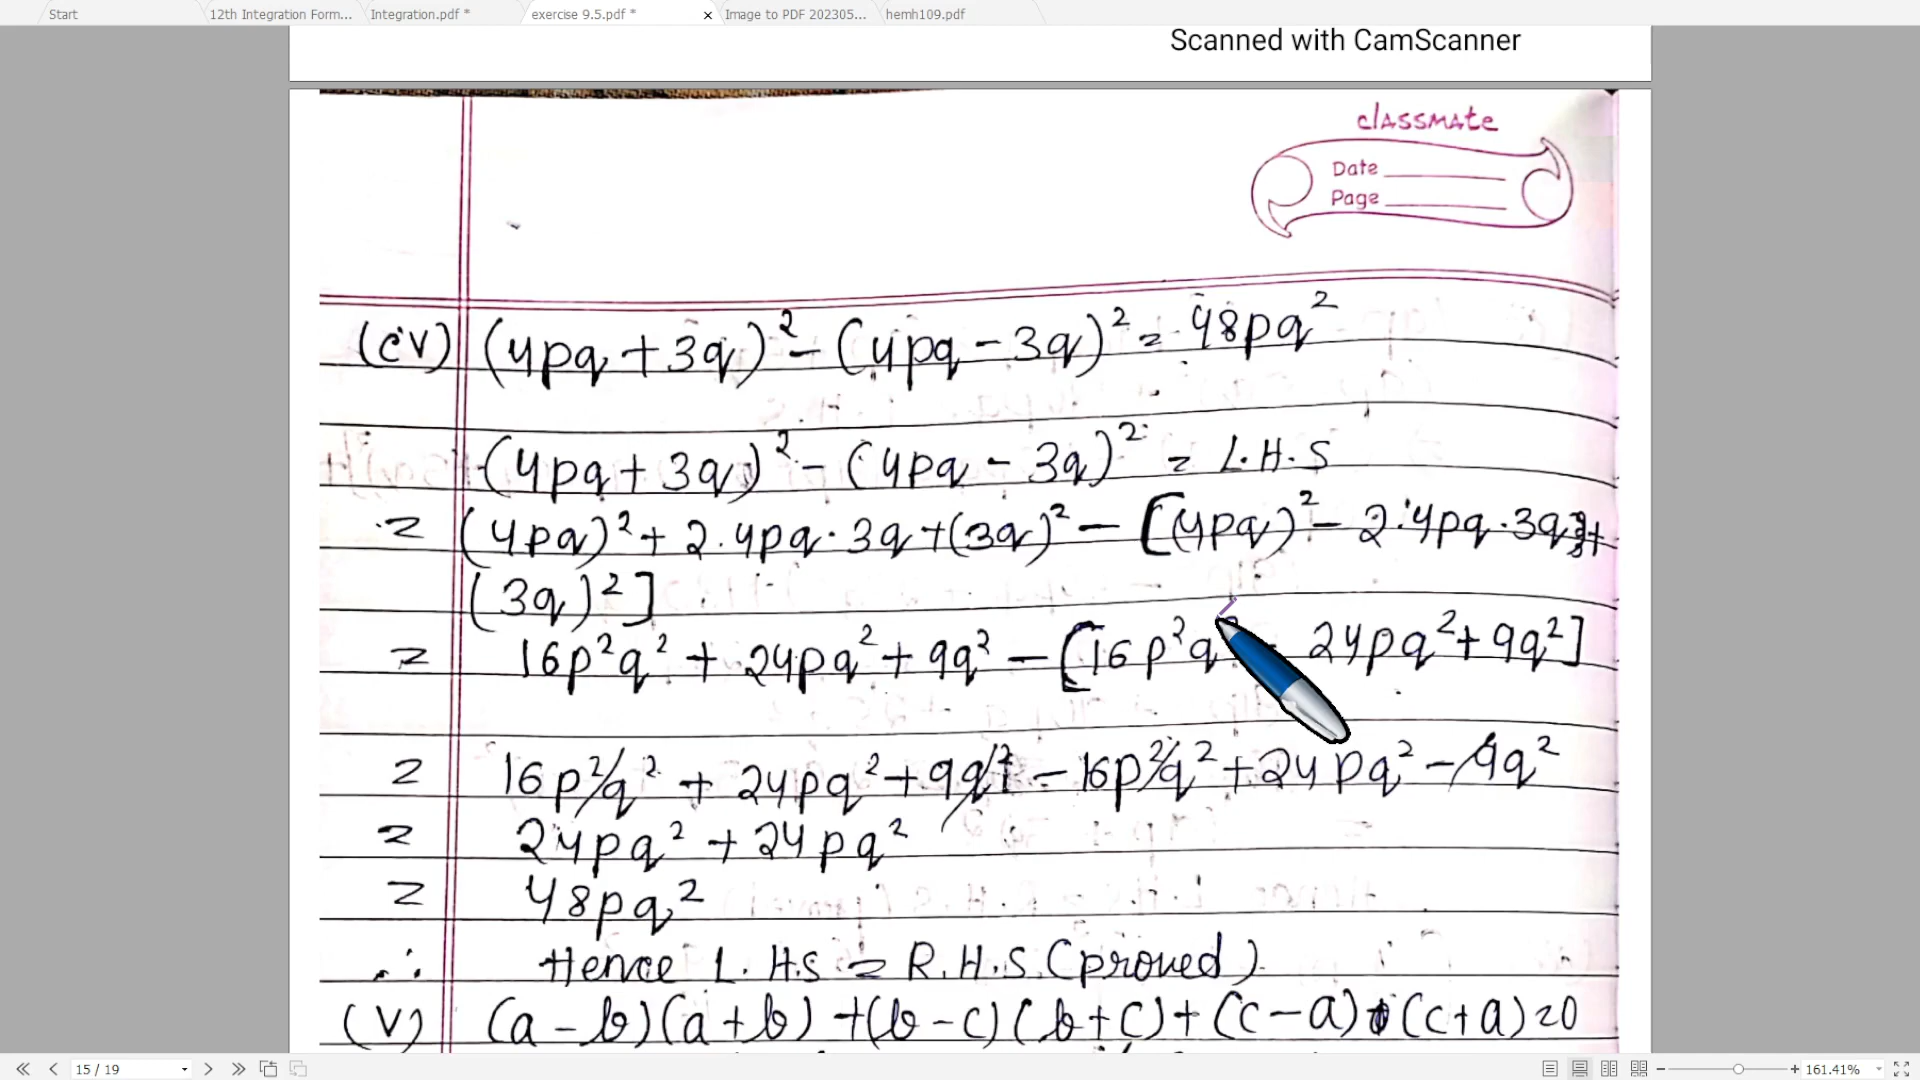 Start 12th Integration Form... Integration.pdf * exercise 9.5.pdf * x Image to PDF 202305... hemh109.pdf
Scanned with CamScanner
classmate
Date
Page
(iv) (4pq + 3q)² - (4pq - 3q)² = 48pq²
(4pq + 3q)² - (4pq - 3q)² = L.H.S
= (4pq)² + 2.4pq.3q + (3q)² - [(4pq)² - 2.4pq.3q +
(3q)²]
= 16p²q² + 24pq² + 9q² - [16p²q 24pq² + 9q²]
= 16p²q² + 24pq² + 9q² - 16p²q² + 24pq² - 9q²
= 24pq² + 24pq²
= 48pq²
∴ Hence L.H.S = R.H.S. (proved)
(V) (a - b)(a + b) + (b - c)(b + c) + (c - a) (c + a) = 0
15 / 19 161.41%